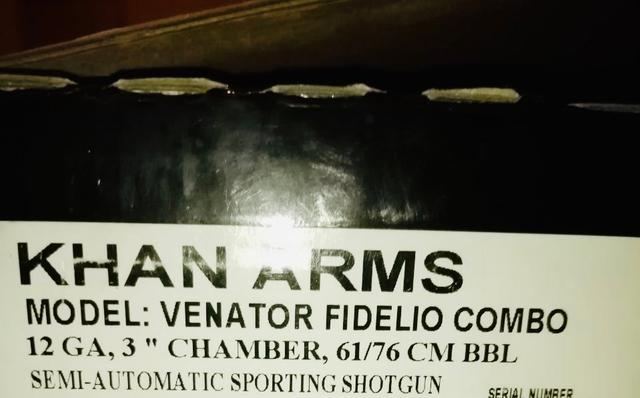 KHAN ARMS
MODEL: VENATOR FIDELIO COMBO
12 GA, 3 " CHAMBER, 61/76 CM BBL
SEMI-AUTOMATIC SPORTING SHOTGUN
SERIAL NUMBER